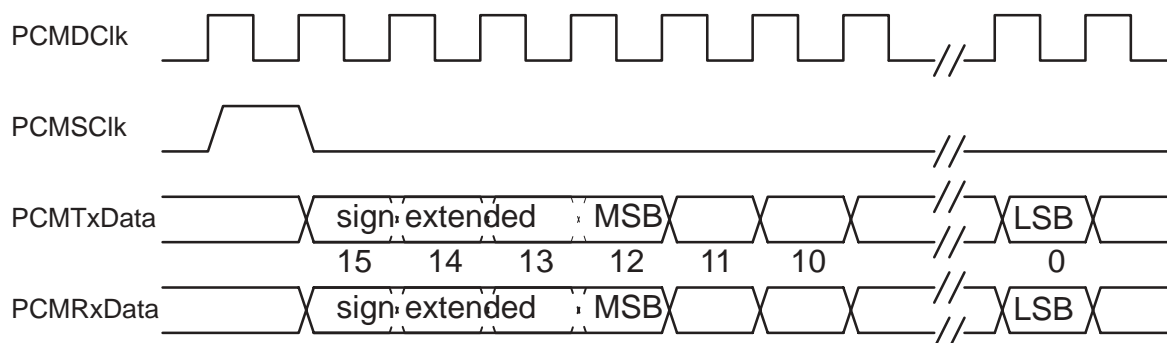 PCMDClk
PCMSClk
PCMTxData sign extended MSB LSB
15 14 13 12 11 10 0
PCMRxData sign extended MSB LSB